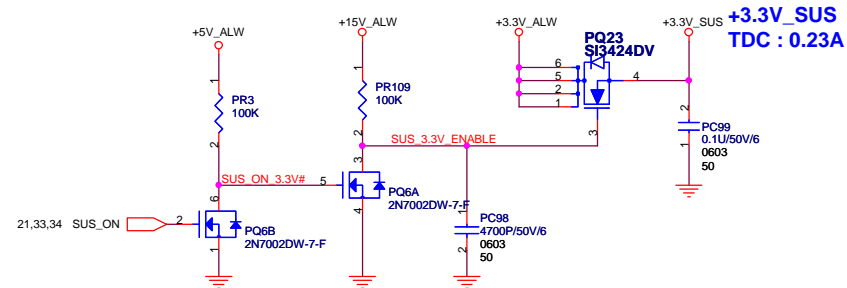 +5V_ALW
+15V_ALW
+3.3V_ALW
+3.3V_SUS
+3.3V_SUS
TDC : 0.23A
PQ23
SI3424DV
6
5
2
1
4
3
1
PR3
100K
2
1
PR109
100K
2
SUS_3.3V_ENABLE
2
PC99
0.1U/50V/6
1
0603
50
SUS_ON_3.3V#
5
3
PQ6A
2N7002DW-7-F
4
6
21,33,34 SUS_ON
2
PQ6B
2N7002DW-7-F
1
1
PC98
4700P/50V/6
2
0603
50